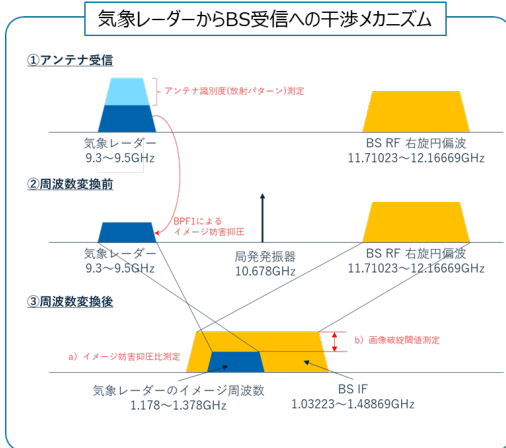 気象レーダーからBS受信への干渉メカニズム
①アンテナ受信
アンテナ識別度(放射パターン)測定
気象レーダー
9.3～9.5GHz
BS RF 右旋円偏波
11.71023～12.16669GHz
②周波数変換前
BPF1による
イメージ妨害抑圧
気象レーダー
9.3～9.5GHz
局発発振器
10.678GHz
BS RF 右旋円偏波
11.71023～12.16669GHz
③周波数変換後
b）画像破綻閾値測定
a）イメージ妨害抑圧比測定
気象レーダーのイメージ周波数
1.178～1.378GHz
BS IF
1.03223～1.48869GHz